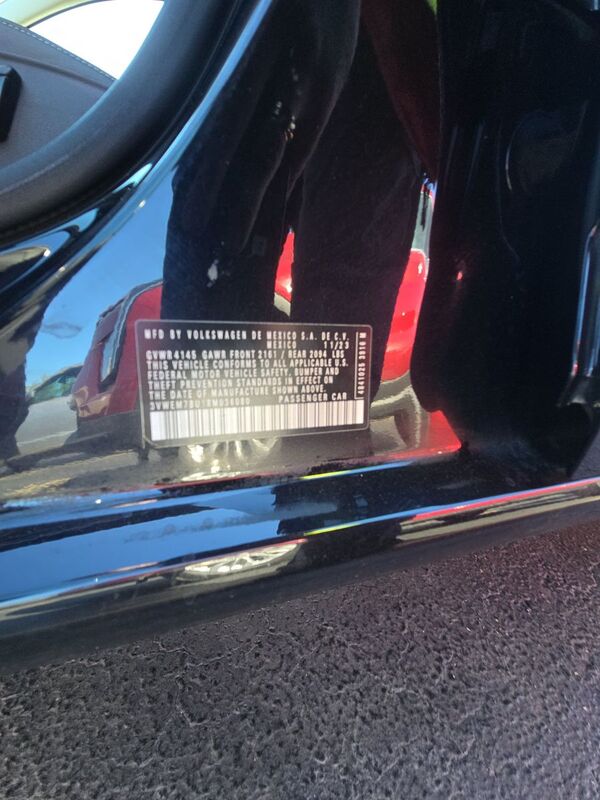 MFD BY VOLKSWAGEN DE MEXICO S.A. DE C.V.
MEXICO 11/23
GVWR 4145 GAWR FRONT 2161 / REAR 2094 LBS
THIS VEHICLE CONFORMS TO ALL APPLICABLE U.S.
FEDERAL MOTOR VEHICLE SAFETY, BUMPER AND
THEFT PREVENTION STANDARDS IN EFFECT ON
THE DATE OF MANUFACTURE SHOWN ABOVE.
PASSENGER CAR